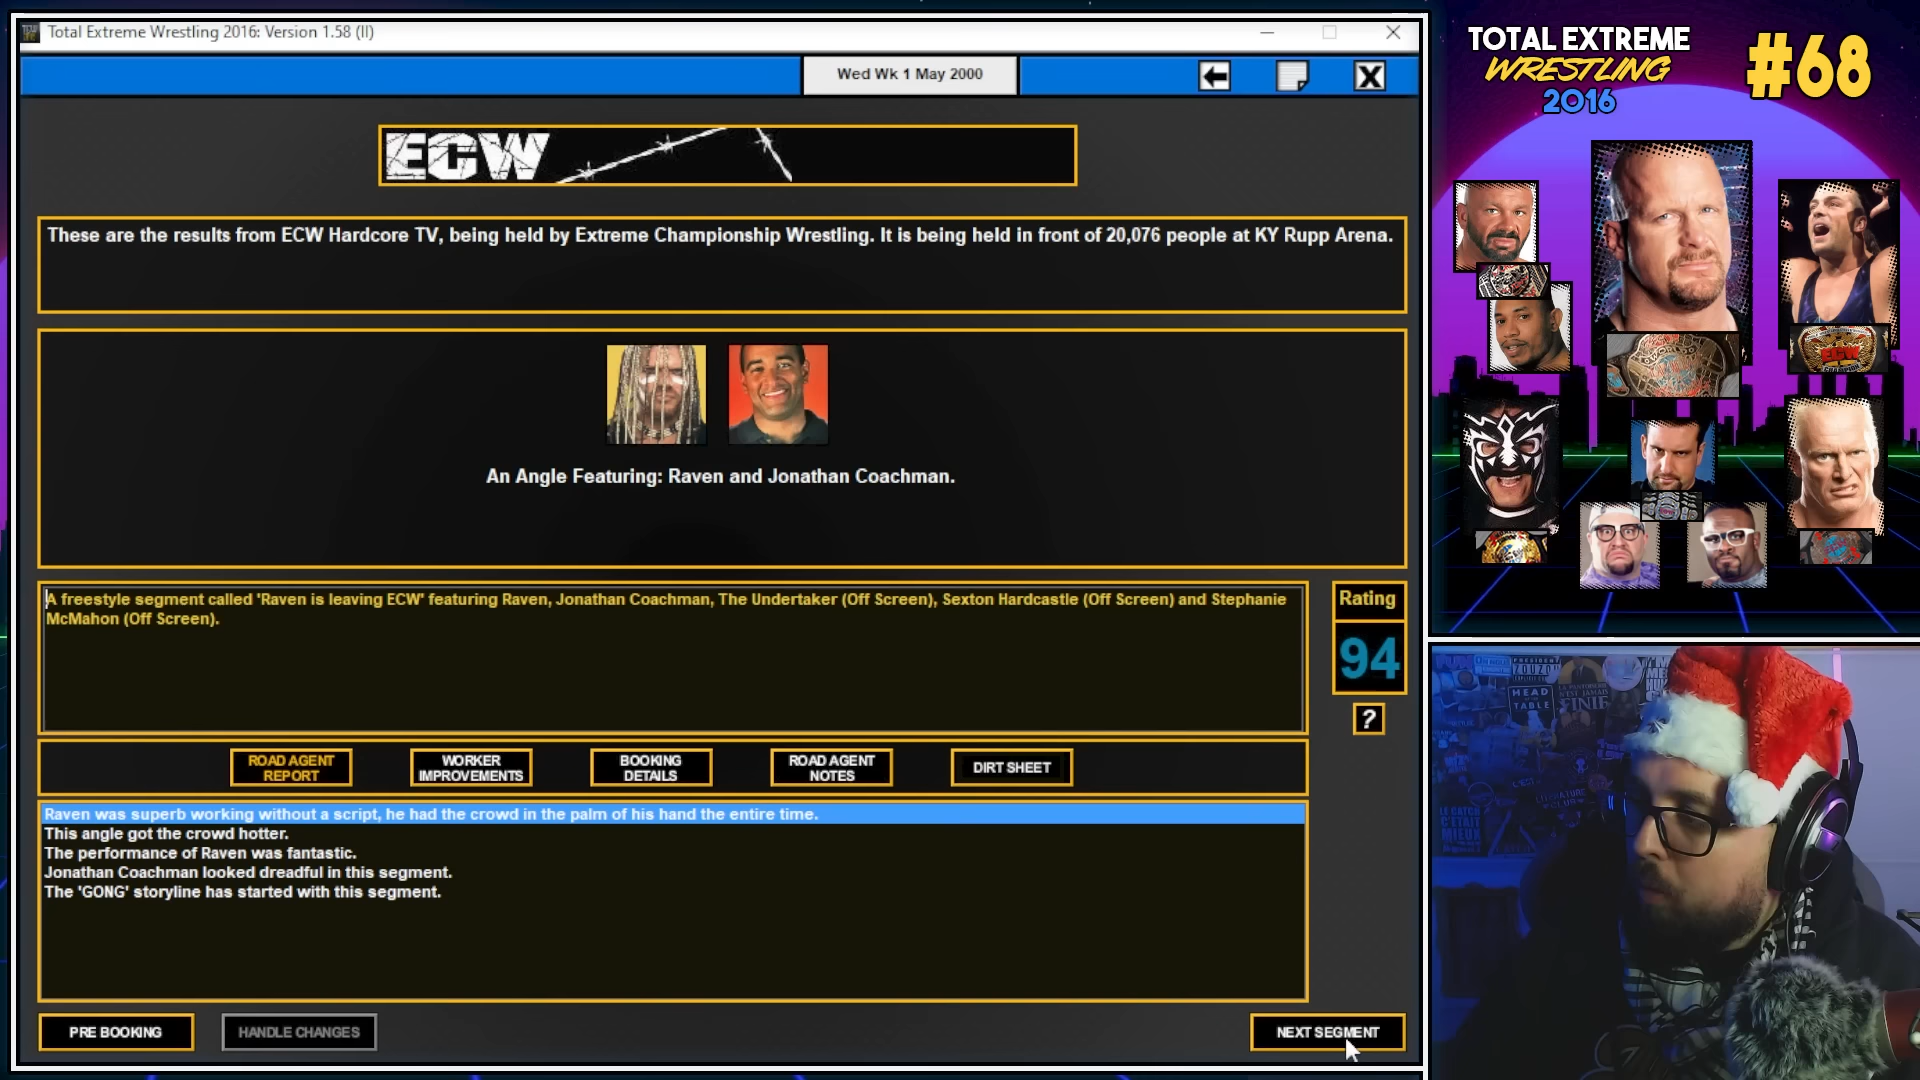 Total Extreme Wrestling 2016: Version 1.58 (II)
Wed Wk 1 May 2000
ECW
These are the results from ECW Hardcore TV, being held by Extreme Championship Wrestling. It is being held in front of 20,076 people at KY Rupp Arena.
An Angle Featuring: Raven and Jonathan Coachman.
A freestyle segment called 'Raven is leaving ECW' featuring Raven, Jonathan Coachman, The Undertaker (Off Screen), Sexton Hardcastle (Off Screen) and Stephanie
McMahon (Off Screen).
Rating
94
?
ROAD AGENT
REPORT
WORKER
IMPROVEMENTS
BOOKING
DETAILS
ROAD AGENT
NOTES
DIRT SHEET
Raven was superb working without a script, he had the crowd in the palm of his hand the entire time.
This angle got the crowd hotter.
The performance of Raven was fantastic.
Jonathan Coachman looked dreadful in this segment.
The 'GONG' storyline has started with this segment.
PRE BOOKING
HANDLE CHANGES
NEXT SEGMENT
TOTAL EXTREME
WRESTLING
2016
#68
HEAD
OF THE
TABLE